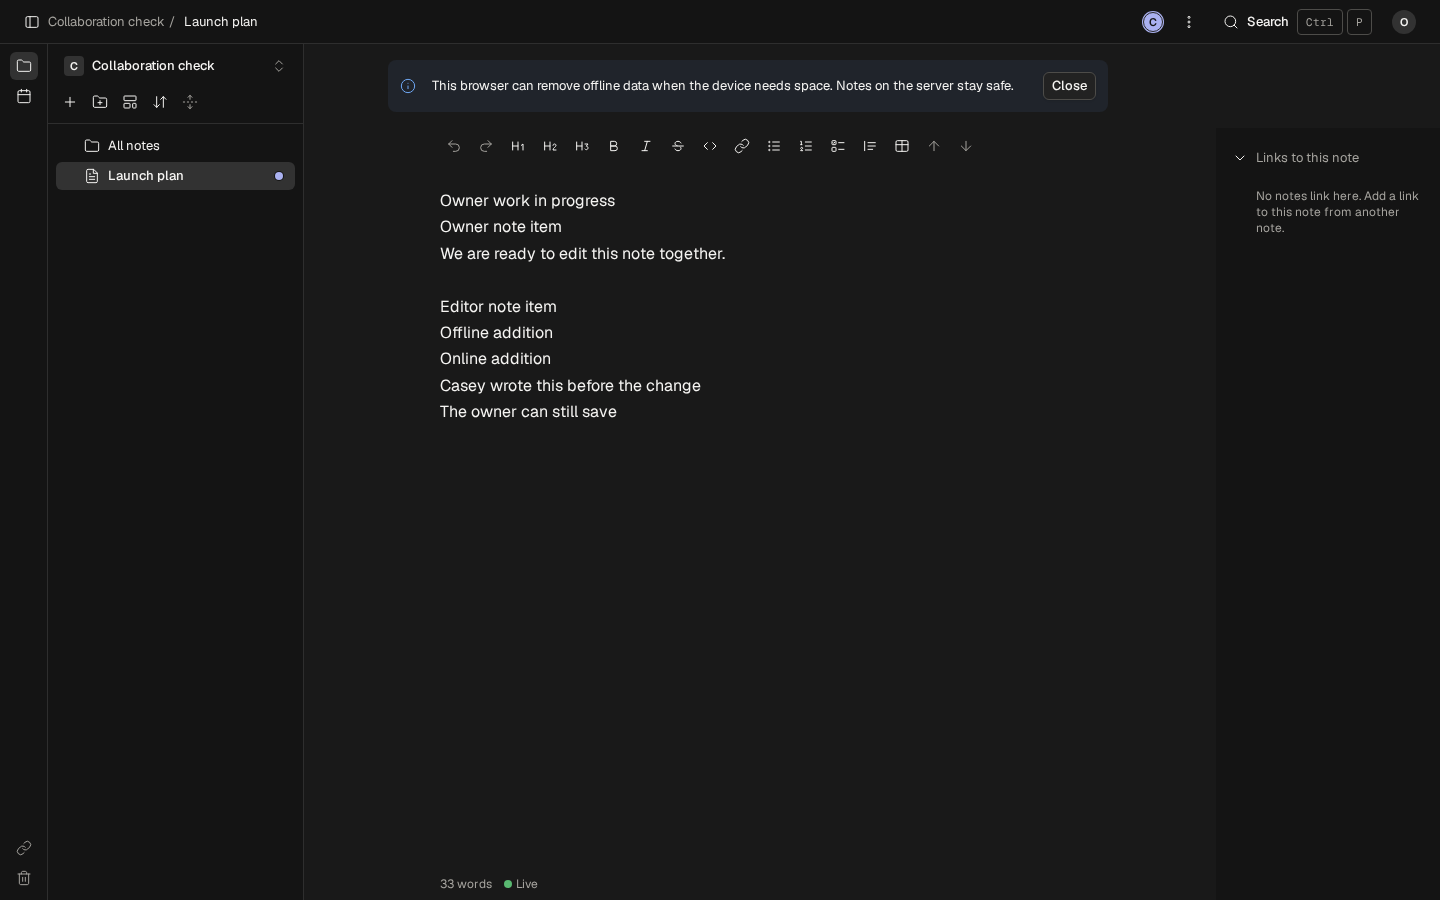 Collaboration check / Launch plan
C
Search Ctrl P
O
C Collaboration check
All notes
Launch plan
This browser can remove offline data when the device needs space. Notes on the server stay safe.
Close
H1 H2 H3 B I S
Owner work in progress
Owner note item
We are ready to edit this note together.
Editor note item
Offline addition
Online addition
Casey wrote this before the change
The owner can still save
33 words Live
Links to this note
No notes link here. Add a link
to this note from another
note.